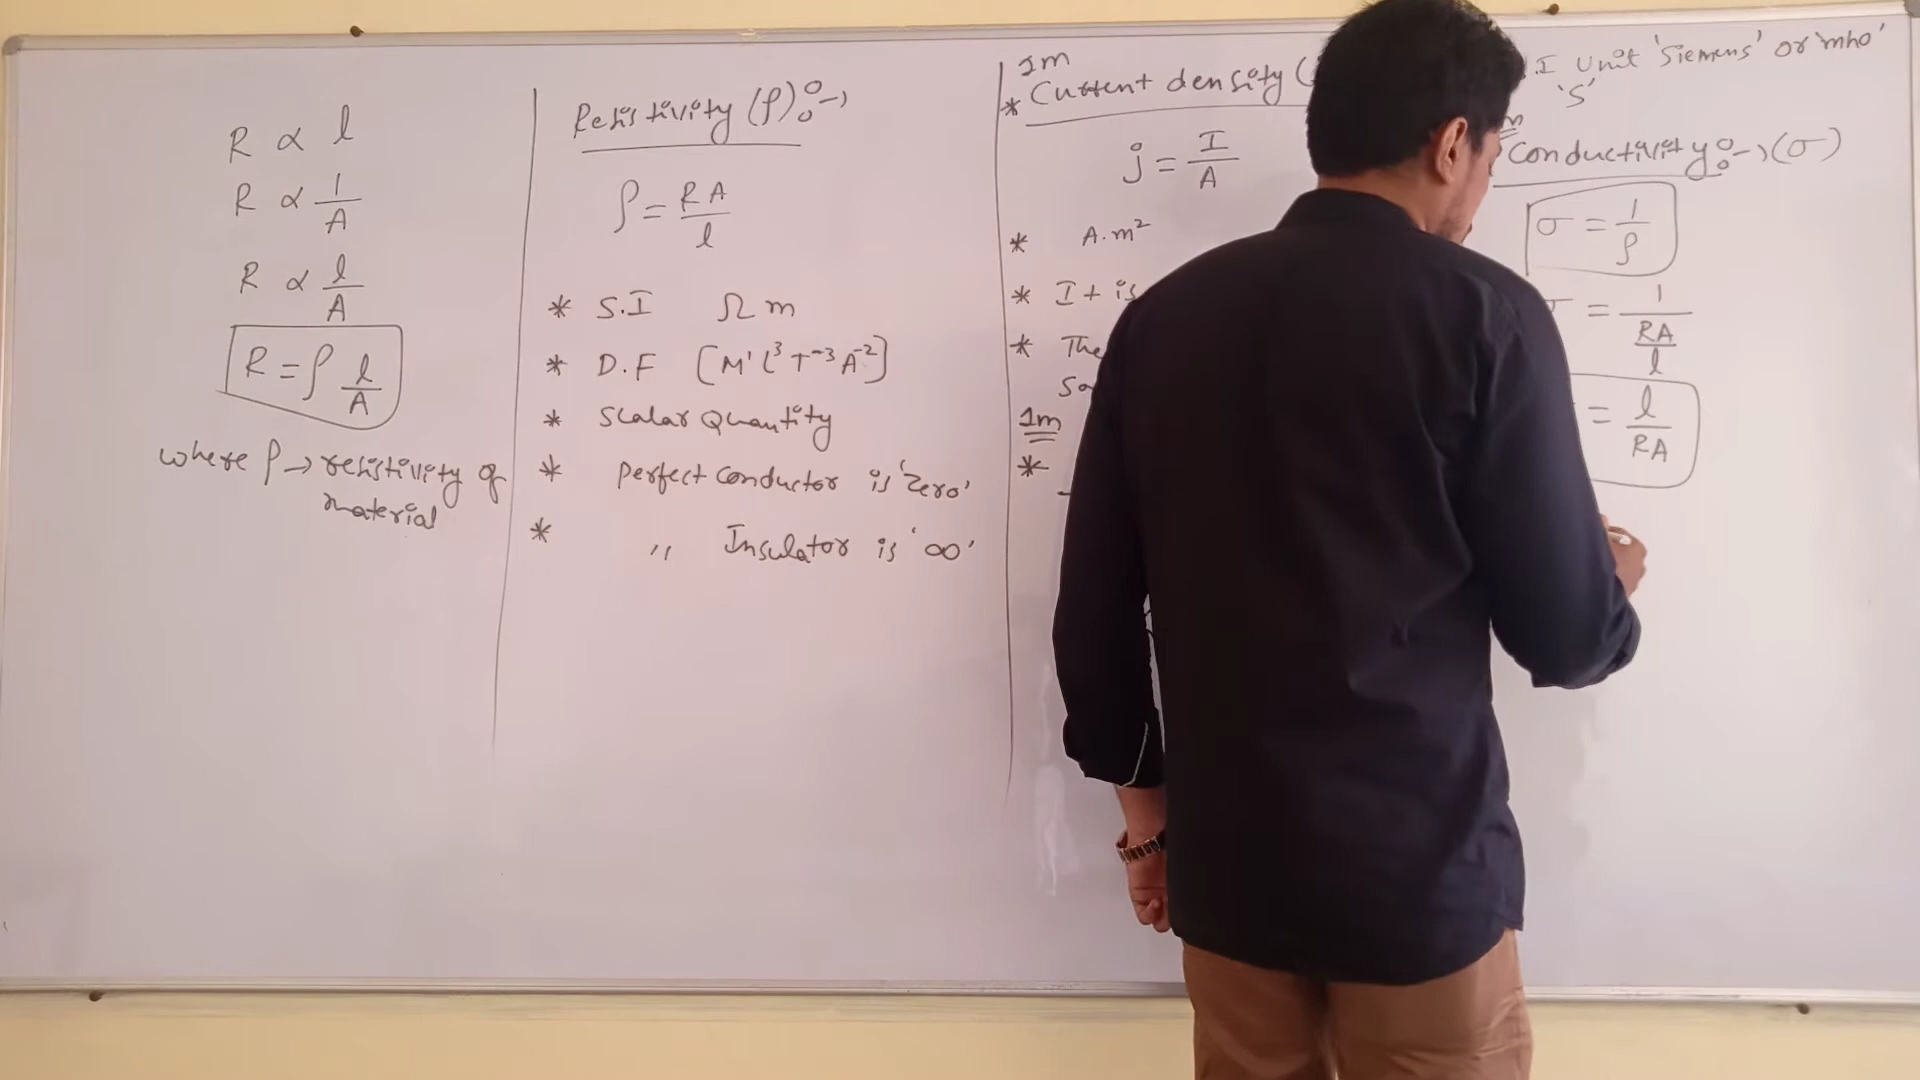 R ∝ l
R ∝ 1/A
R ∝ l/A
R = ρ l/A
where ρ → resistivity of
material
Resistivity (ρ) :→
ρ = RA/l
* S.I Ωm
* D.F [M¹L³T⁻³A⁻²]
* Scalar Quantity
* Perfect conductor is 'Zero'
* " Insulator is '∞'
1m
* Current density (
j = I/A
* A.m²
* It is
* The
1m
*
.I Unit 'Siemens' or 'mho'
'S'
Conductivity :→ (σ)
σ = 1/ρ
= 1/(RA/l)
= l/RA